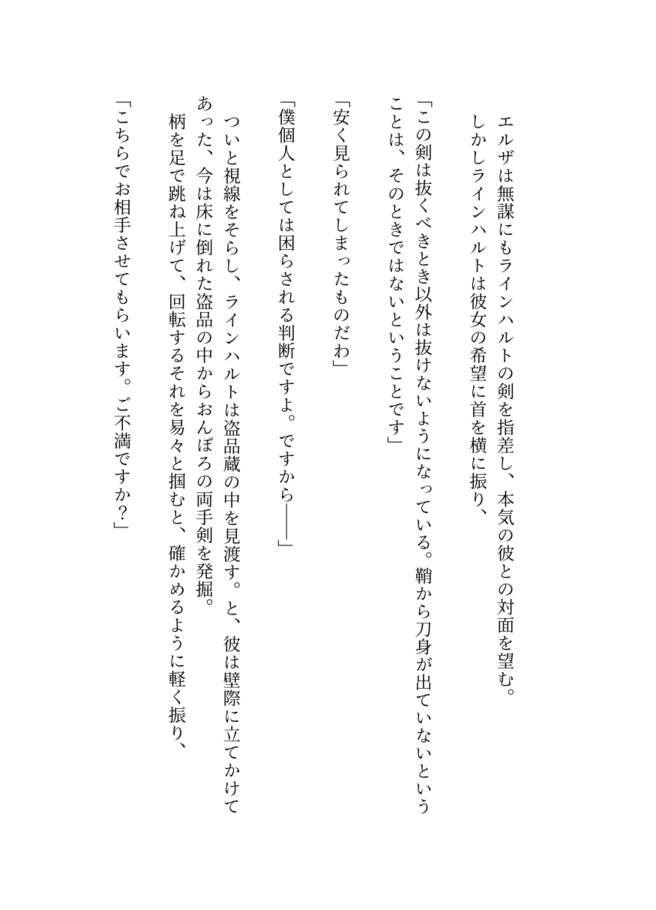 エルザは無謀にもラインハルトの剣を指差し、本気の彼との対面を望む。
しかしラインハルトは彼女の希望に首を横に振り、
「この剣は抜くべきとき以外は抜けないようになっている。鞘から刀身が出ていないという
ことは、そのときではないということです」
「安く見られてしまったものだわ」
「僕個人としては困らされる判断ですよ。ですから――」
ついと視線をそらし、ラインハルトは盗品蔵の中を見渡す。と、彼は壁際に立てかけて
あった、今は床に倒れた盗品の中からおんぼろの両手剣を発掘。
柄を足で跳ね上げて、回転するそれを易々と掴むと、確かめるように軽く振り、
「こちらでお相手させてもらいます。ご不満ですか？」